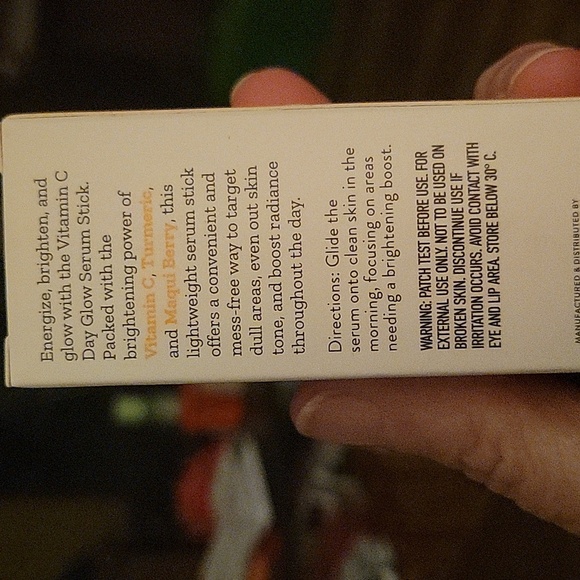 Energize, brighten, and
glow with the Vitamin C
Day Glow Serum Stick.
Packed with the
brightening power of
Vitamin C, Turmeric,
and Maqui Berry, this
lightweight serum stick
offers a convenient and
mess-free way to target
dull areas, even out skin
tone, and boost radiance
throughout the day.
Directions: Glide the
serum onto clean skin in the
morning, focusing on areas
needing a brightening boost.
WARNING: PATCH TEST BEFORE USE. FOR
EXTERNAL USE ONLY. NOT TO BE USED ON
BROKEN SKIN. DISCONTINUE USE IF
IRRITATION OCCURS. AVOID CONTACT WITH
EYE AND LIP AREA. STORE BELOW 30° C.
MANUFACTURED & DISTRIBUTED BY